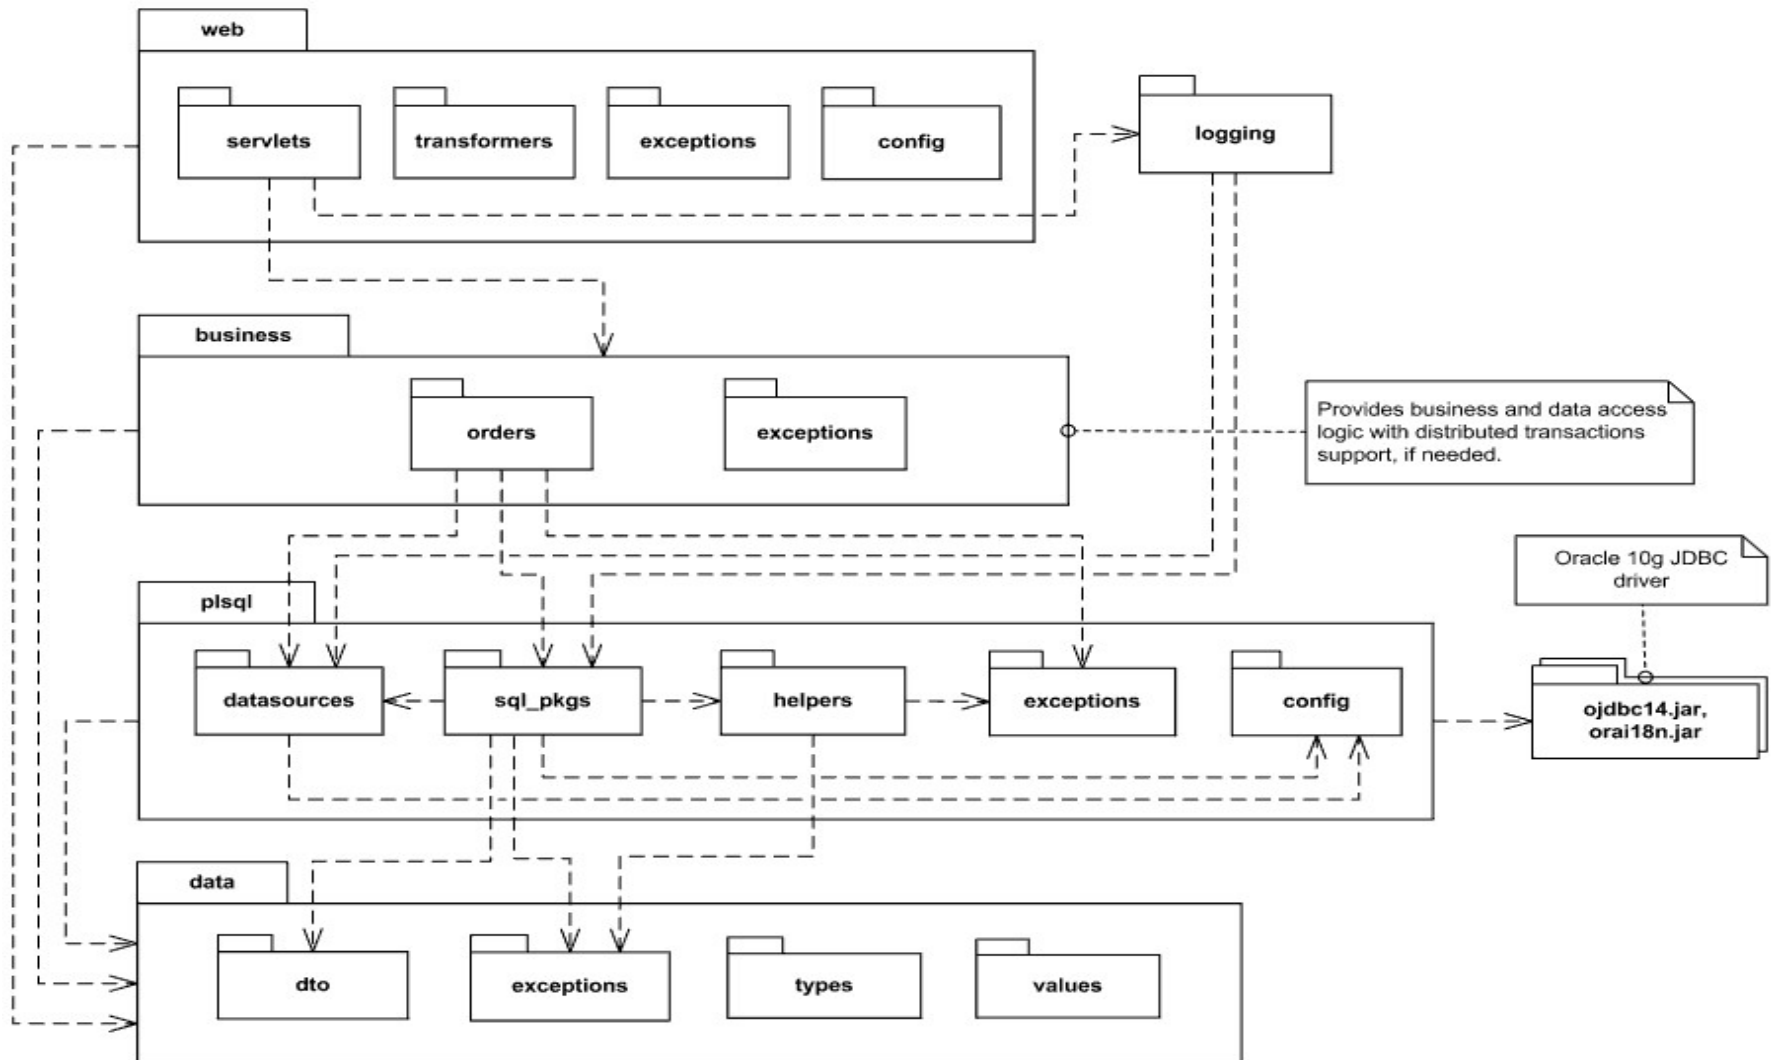 web
servlets
transformers
exceptions
config
logging
business
orders
exceptions
Provides business and data access
logic with distributed transactions
support, if needed.
Oracle 10g JDBC
driver
plsql
datasources
sql_pkgs
helpers
exceptions
config
ojdbc14.jar,
orai18n.jar
data
dto
exceptions
types
values